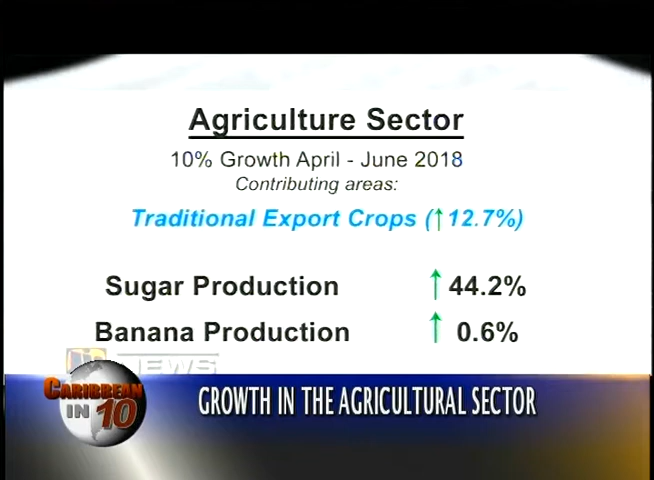 Agriculture Sector
10% Growth April - June 2018
Contributing areas:
Traditional Export Crops (↑12.7%)
Sugar Production ↑ 44.2%
Banana Production ↑ 0.6%
NEWS
CARIBBEAN
IN 10
GROWTH IN THE AGRICULTURAL SECTOR